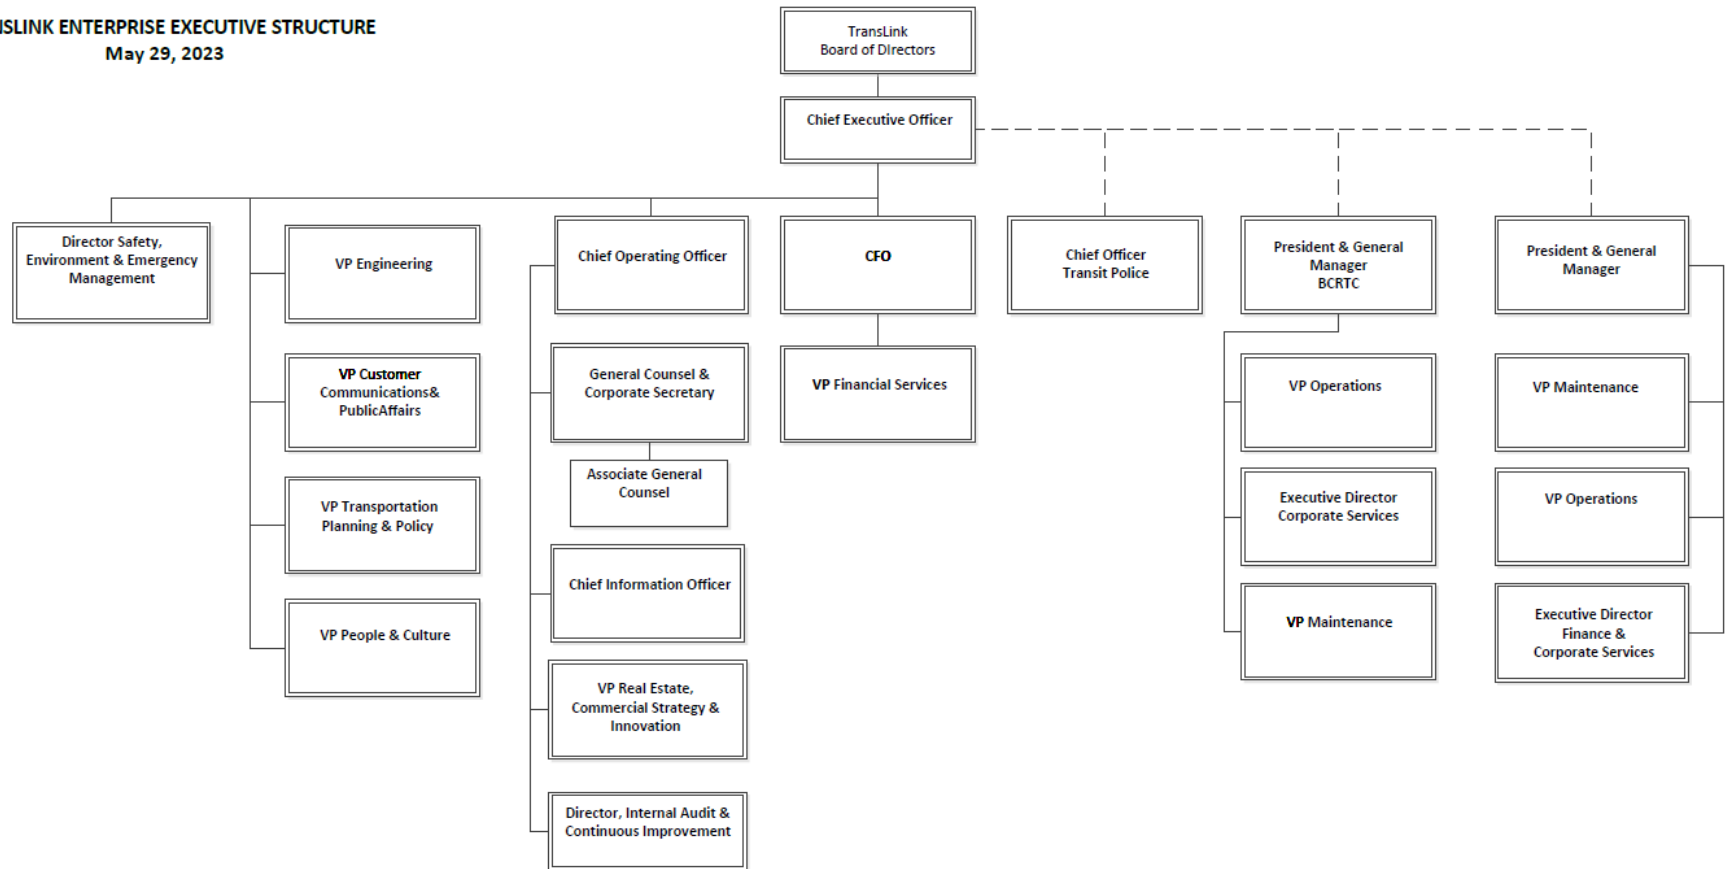 NSLINK ENTERPRISE EXECUTIVE STRUCTURE
May 29, 2023
TransLink
Board of Directors
Chief Executive Officer
Director Safety,
Environment & Emergency
Management
VP Engineering
VP Customer
Communications&
PublicAffairs
VP Transportation
Planning & Policy
VP People & Culture
Chief Operating Officer
General Counsel &
Corporate Secretary
Associate General
Counsel
Chief Information Officer
VP Real Estate,
Commercial Strategy &
Innovation
Director, Internal Audit &
Continuous Improvement
CFO
VP Financial Services
Chief Officer
Transit Police
President & General
Manager
BCRTC
VP Operations
Executive Director
Corporate Services
VP Maintenance
President & General
Manager
VP Maintenance
VP Operations
Executive Director
Finance &
Corporate Services